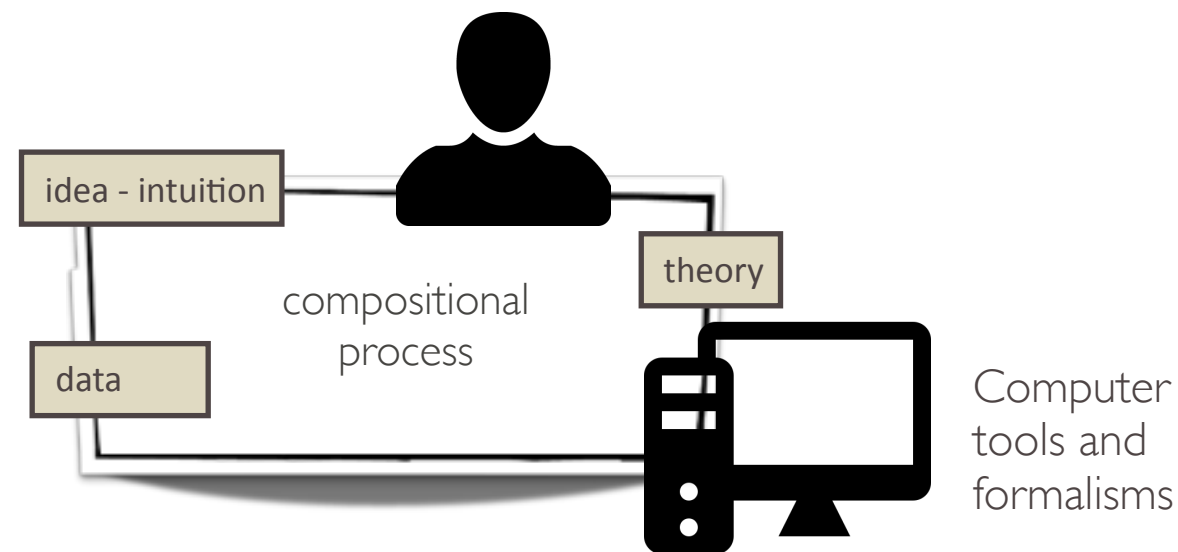 idea - intuition
theory
compositional
process
data
Computer
tools and
formalisms